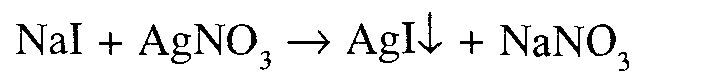 NaI + AgNO₃ → AgI↓ + NaNO₃